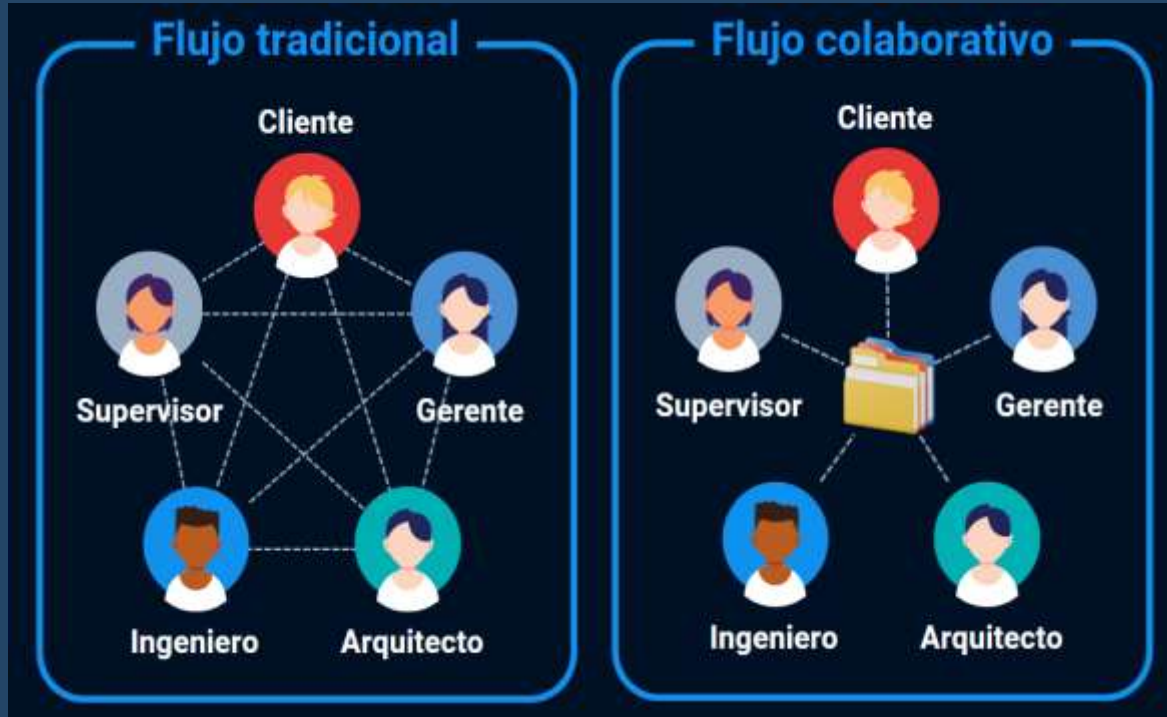 Flujo tradicional
Cliente
Supervisor
Gerente
Ingeniero
Arquitecto
Flujo colaborativo
Cliente
Supervisor
Gerente
Ingeniero
Arquitecto